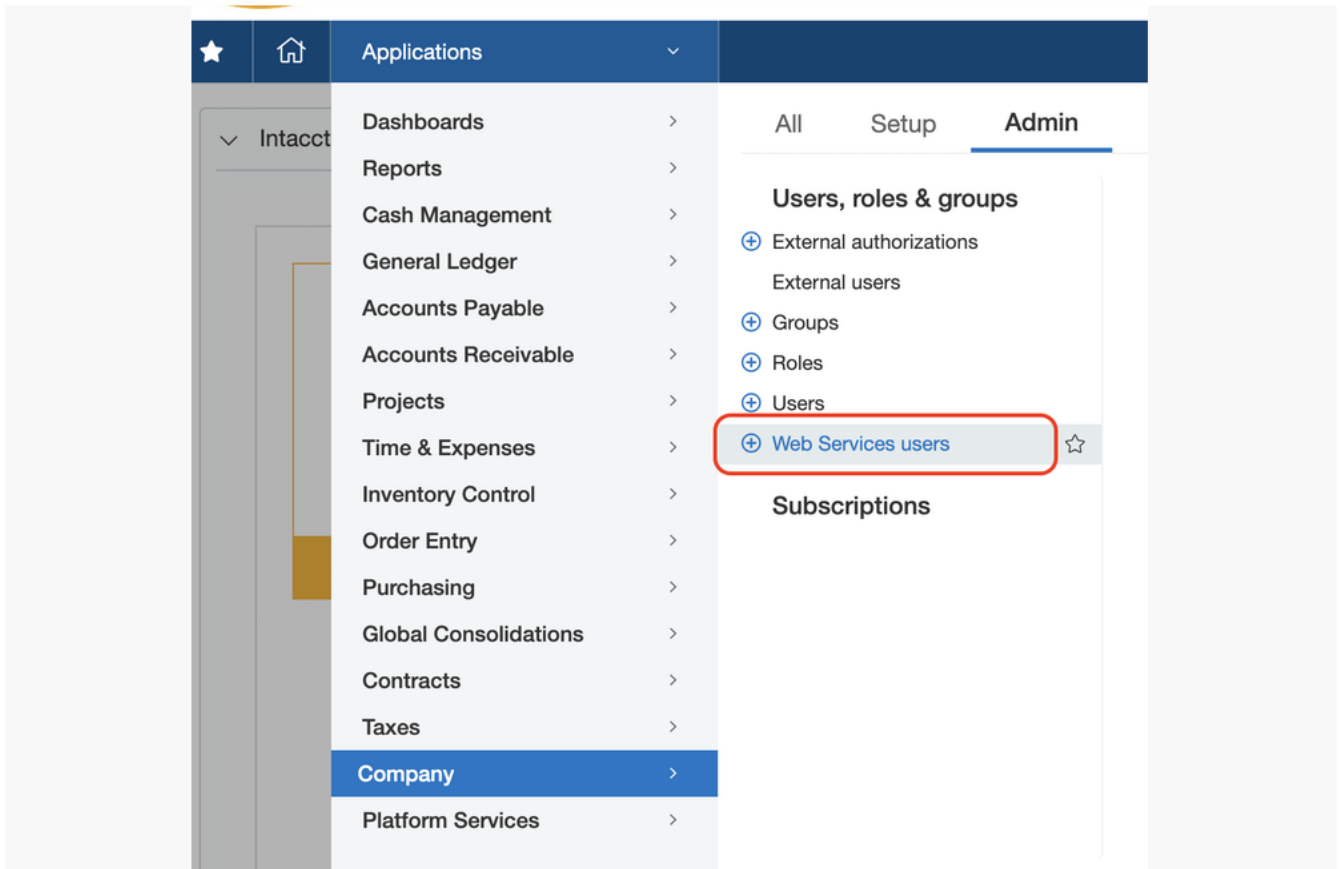 Applications
Intacct
Dashboards
Reports
Cash Management
General Ledger
Accounts Payable
Accounts Receivable
Projects
Time & Expenses
Inventory Control
Order Entry
Purchasing
Global Consolidations
Contracts
Taxes
Company
Platform Services
All Setup Admin
Users, roles & groups
External authorizations
External users
Groups
Roles
Users
Web Services users
Subscriptions